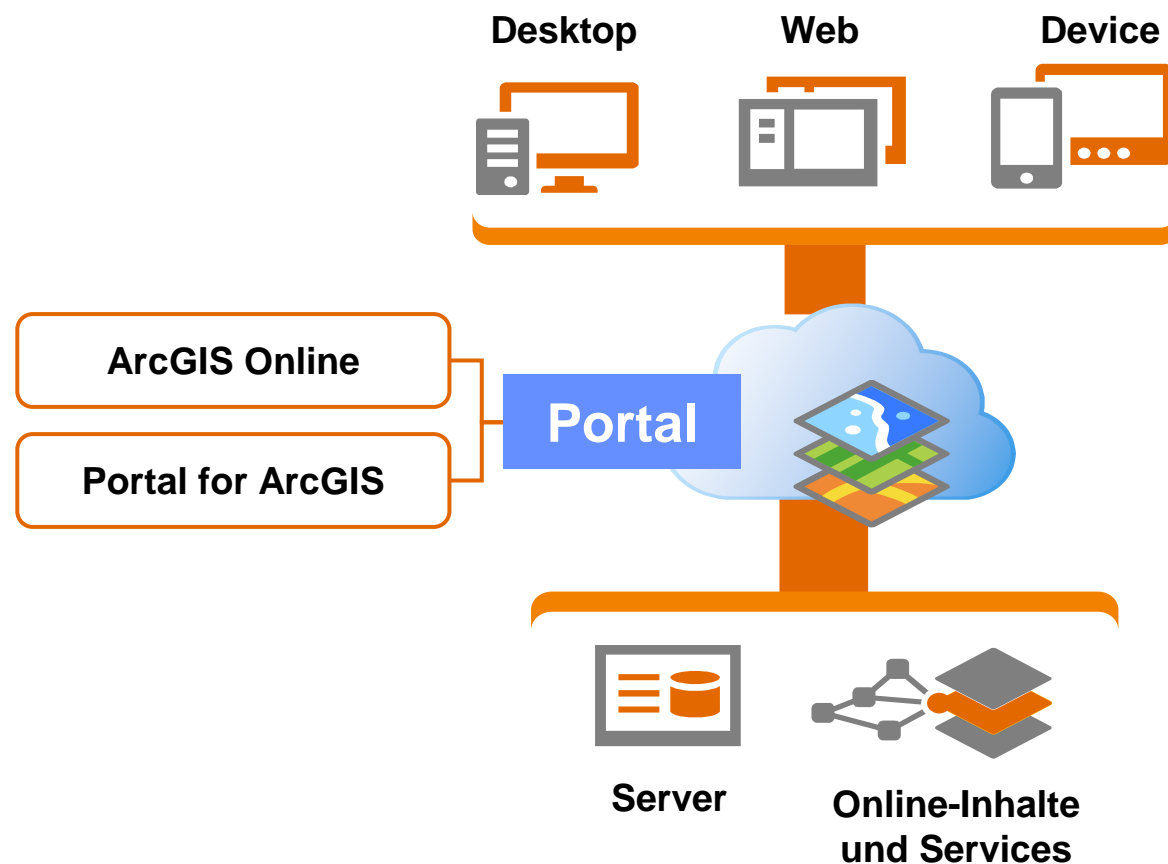 Desktop
Web
Device
ArcGIS Online
Portal
Portal for ArcGIS
Server
Online-Inhalte
und Services